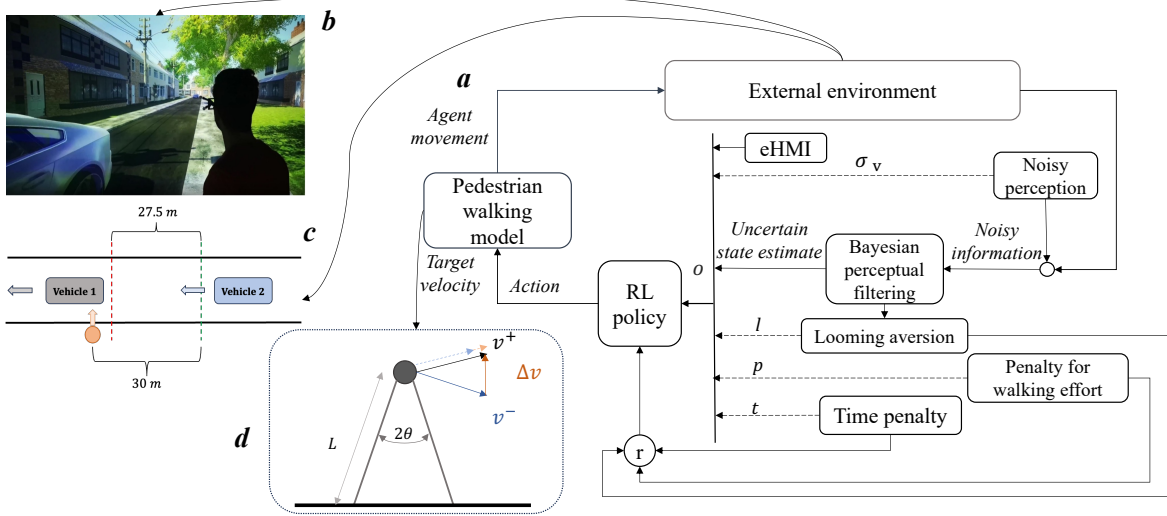 b
a
External environment
Agent
movement
eHMI
σ v
Noisy
perception
27.5 m
c
Pedestrian
walking
model
Uncertain
state estimate
Bayesian
perceptual
filtering
Noisy
information
Vehicle 1
Vehicle 2
Target
velocity
Action
RL
policy
o
l
Looming aversion
30 m
v+
Δv
v−
p
Penalty for
walking effort
t
Time penalty
d
L
2θ
r